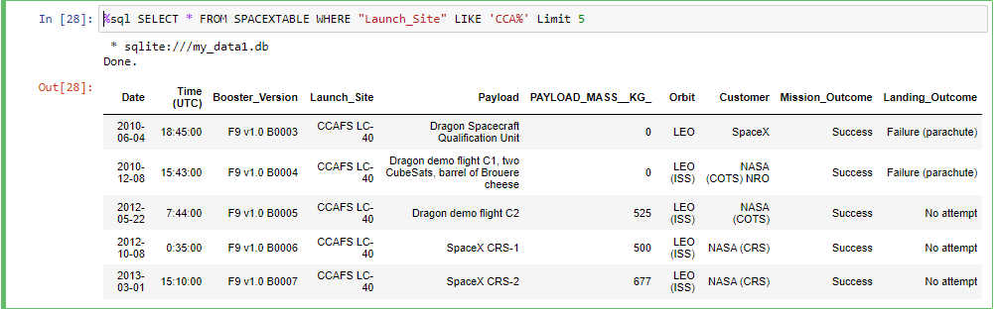 In [28]: %sql SELECT * FROM SPACEXTABLE WHERE "Launch_Site" LIKE 'CCA%' Limit 5
* sqlite:///my_data1.db
Done.
Out[28]:
Date Time (UTC) Booster_Version Launch_Site Payload PAYLOAD_MASS__KG_ Orbit Customer Mission_Outcome Landing_Outcome
2010-06-04 18:45:00 F9 v1.0 B0003 CCAFS LC-40 Dragon Spacecraft Qualification Unit 0 LEO SpaceX Success Failure (parachute)
2010-12-08 15:43:00 F9 v1.0 B0004 CCAFS LC-40 Dragon demo flight C1, two CubeSats, barrel of Brouere cheese 0 LEO (ISS) NASA (COTS) NRO Success Failure (parachute)
2012-05-22 7:44:00 F9 v1.0 B0005 CCAFS LC-40 Dragon demo flight C2 525 LEO (ISS) NASA (COTS) Success No attempt
2012-10-08 0:35:00 F9 v1.0 B0006 CCAFS LC-40 SpaceX CRS-1 500 LEO (ISS) NASA (CRS) Success No attempt
2013-03-01 15:10:00 F9 v1.0 B0007 CCAFS LC-40 SpaceX CRS-2 677 LEO (ISS) NASA (CRS) Success No attempt